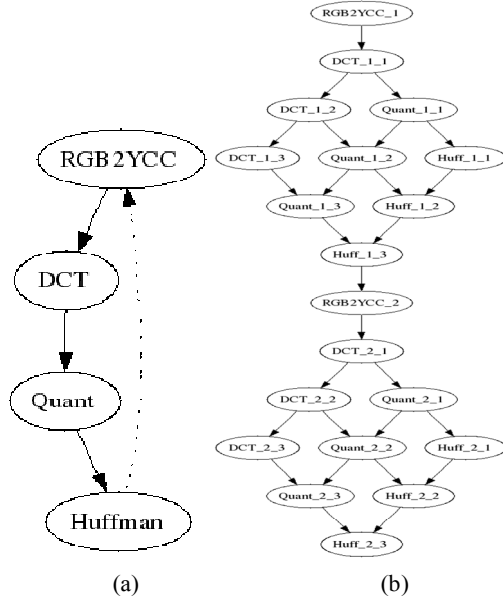 RGB2YCC
DCT
Quant
Huffman
(a)
RGB2YCC_1
DCT_1_1
DCT_1_2 Quant_1_1
DCT_1_3 Quant_1_2 Huff_1_1
Quant_1_3 Huff_1_2
Huff_1_3
RGB2YCC_2
DCT_2_1
DCT_2_2 Quant_2_1
DCT_2_3 Quant_2_2 Huff_2_1
Quant_2_3 Huff_2_2
Huff_2_3
(b)